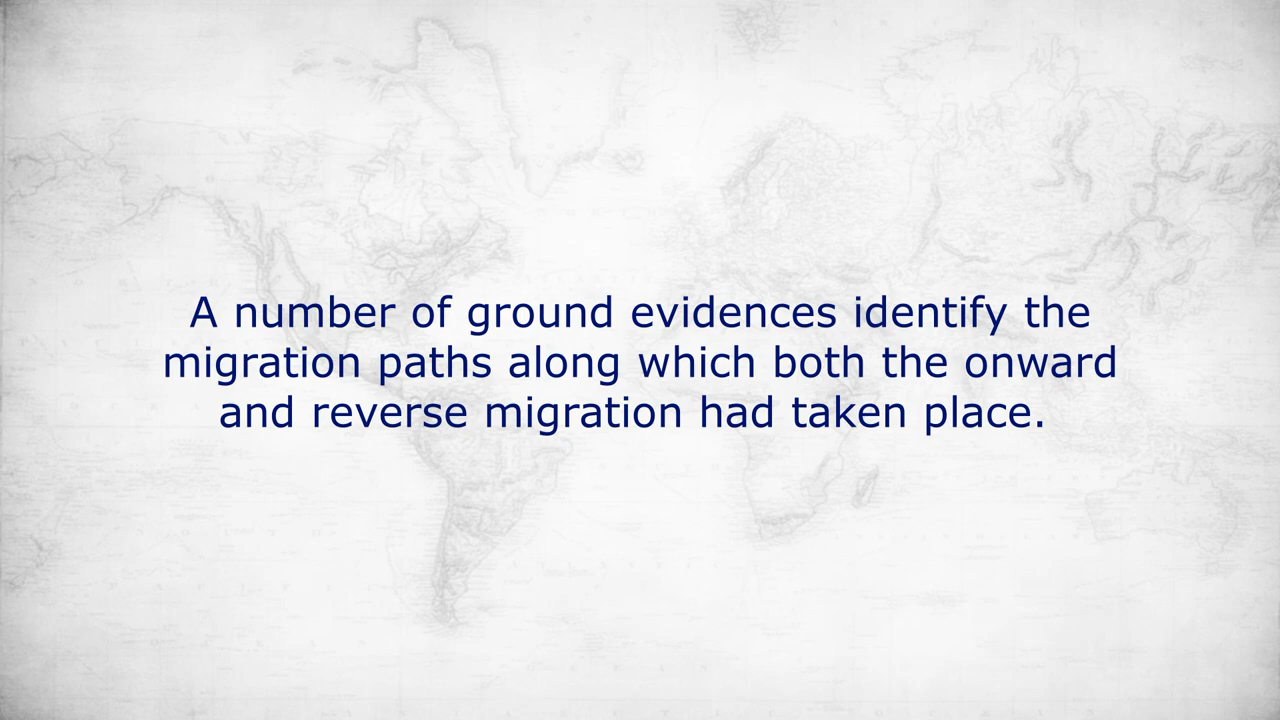 A number of ground evidences identify the
migration paths along which both the onward
and reverse migration had taken place.